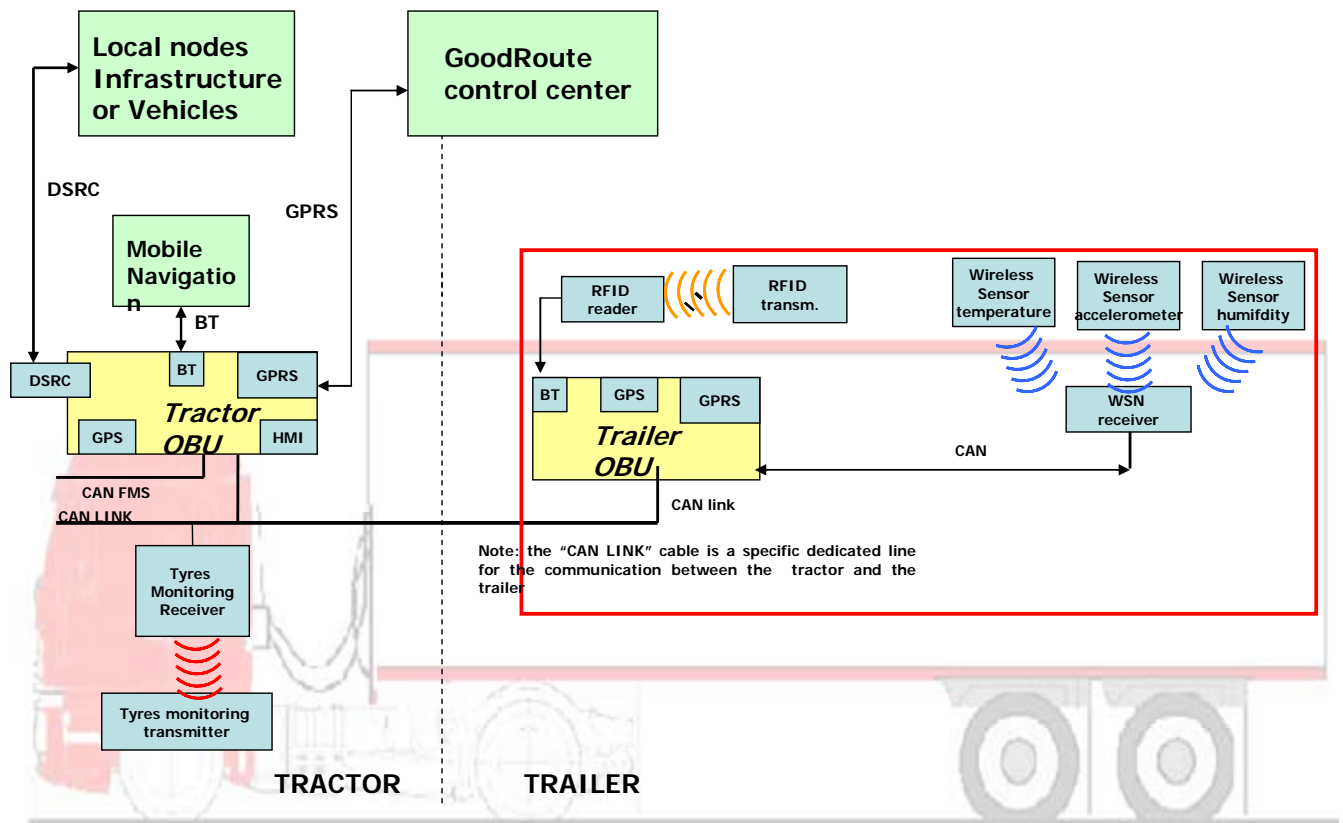 Local nodes
Infrastructure
or Vehicles
GoodRoute
control center
DSRC
GPRS
Mobile
Navigatio
n
BT
RFID
reader
RFID
transm.
Wireless
Sensor
temperature
Wireless
Sensor
accelerometer
Wireless
Sensor
humifdity
DSRC
BT
GPRS
Tractor
OBU
GPS
HMI
BT
GPS
GPRS
Trailer
OBU
WSN
receiver
CAN
CAN FMS
CAN LINK
CAN link
Note: the “CAN LINK” cable is a specific dedicated line
for the communication between the tractor and the
trailer
Tyres
Monitoring
Receiver
Tyres monitoring
transmitter
TRACTOR
TRAILER